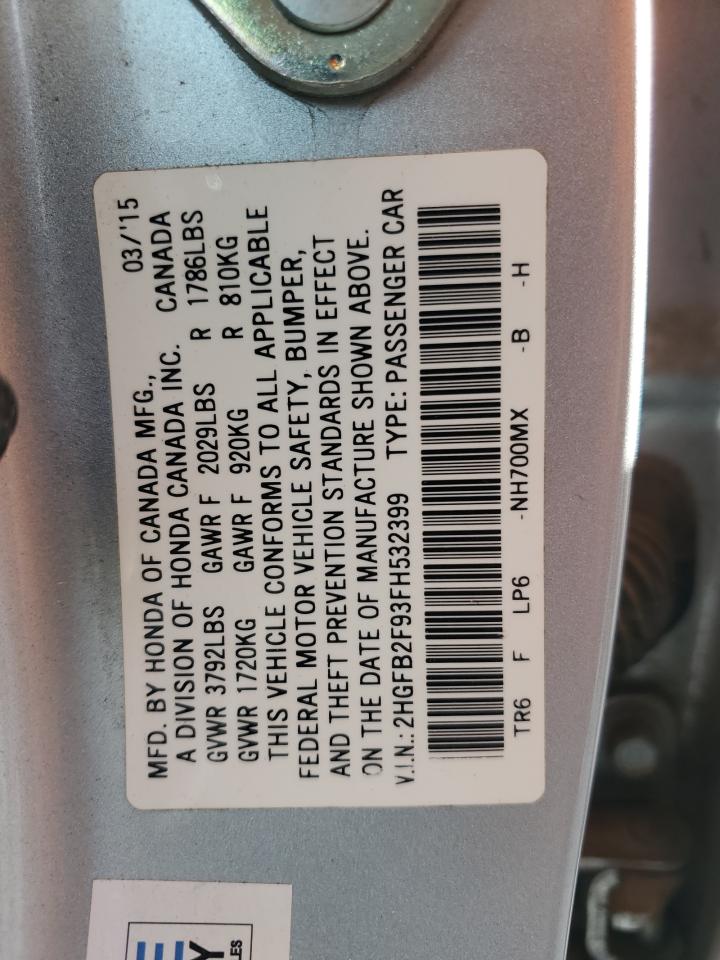 MFD. BY HONDA OF CANADA MFG., 03/'15
A DIVISION OF HONDA CANADA INC. CANADA
GVWR 3792LBS GAWR F 2029LBS R 1786LBS
GVWR 1720KG GAWR F 920KG R 810KG
THIS VEHICLE CONFORMS TO ALL APPLICABLE
FEDERAL MOTOR VEHICLE SAFETY, BUMPER,
AND THEFT PREVENTION STANDARDS IN EFFECT
ON THE DATE OF MANUFACTURE SHOWN ABOVE.
V.I.N.: 2HGFB2F93FH532399 TYPE: PASSENGER CAR
TR6 F LP6 -NH700MX -B -H